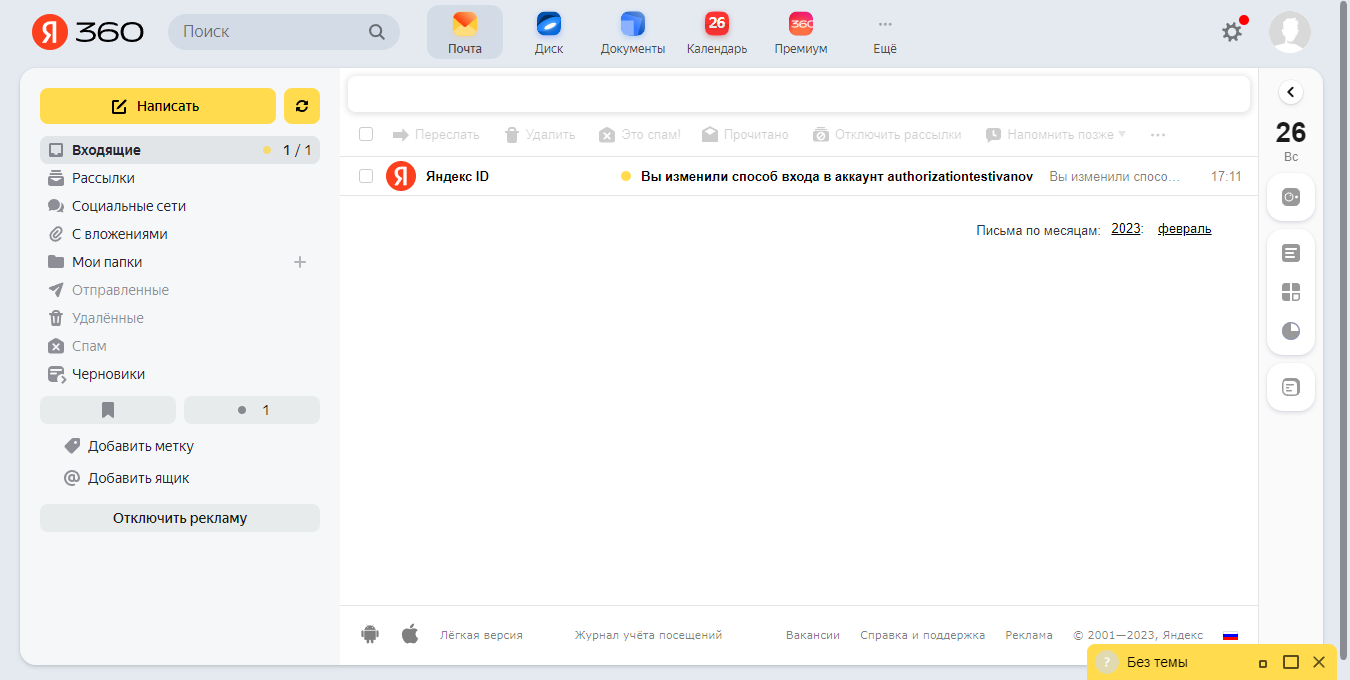 Я 360
Поиск
Почта
Диск
Документы
26
Календарь
360
Премиум
Ещё
Написать
Входящие 1 / 1
Рассылки
Социальные сети
С вложениями
Мои папки
Отправленные
Удалённые
Спам
Черновики
1
Добавить метку
@ Добавить ящик
Отключить рекламу
Переслать Удалить Это спам! Прочитано Отключить рассылки Напомнить позже
Я Яндекс ID Вы изменили способ входа в аккаунт authorizationtestivanov Вы изменили спосо... 17:11
Письма по месяцам: 2023: февраль
26
Вс
Лёгкая версия Журнал учёта посещений Вакансии Справка и поддержка Реклама © 2001—2023, Яндекс
? Без темы